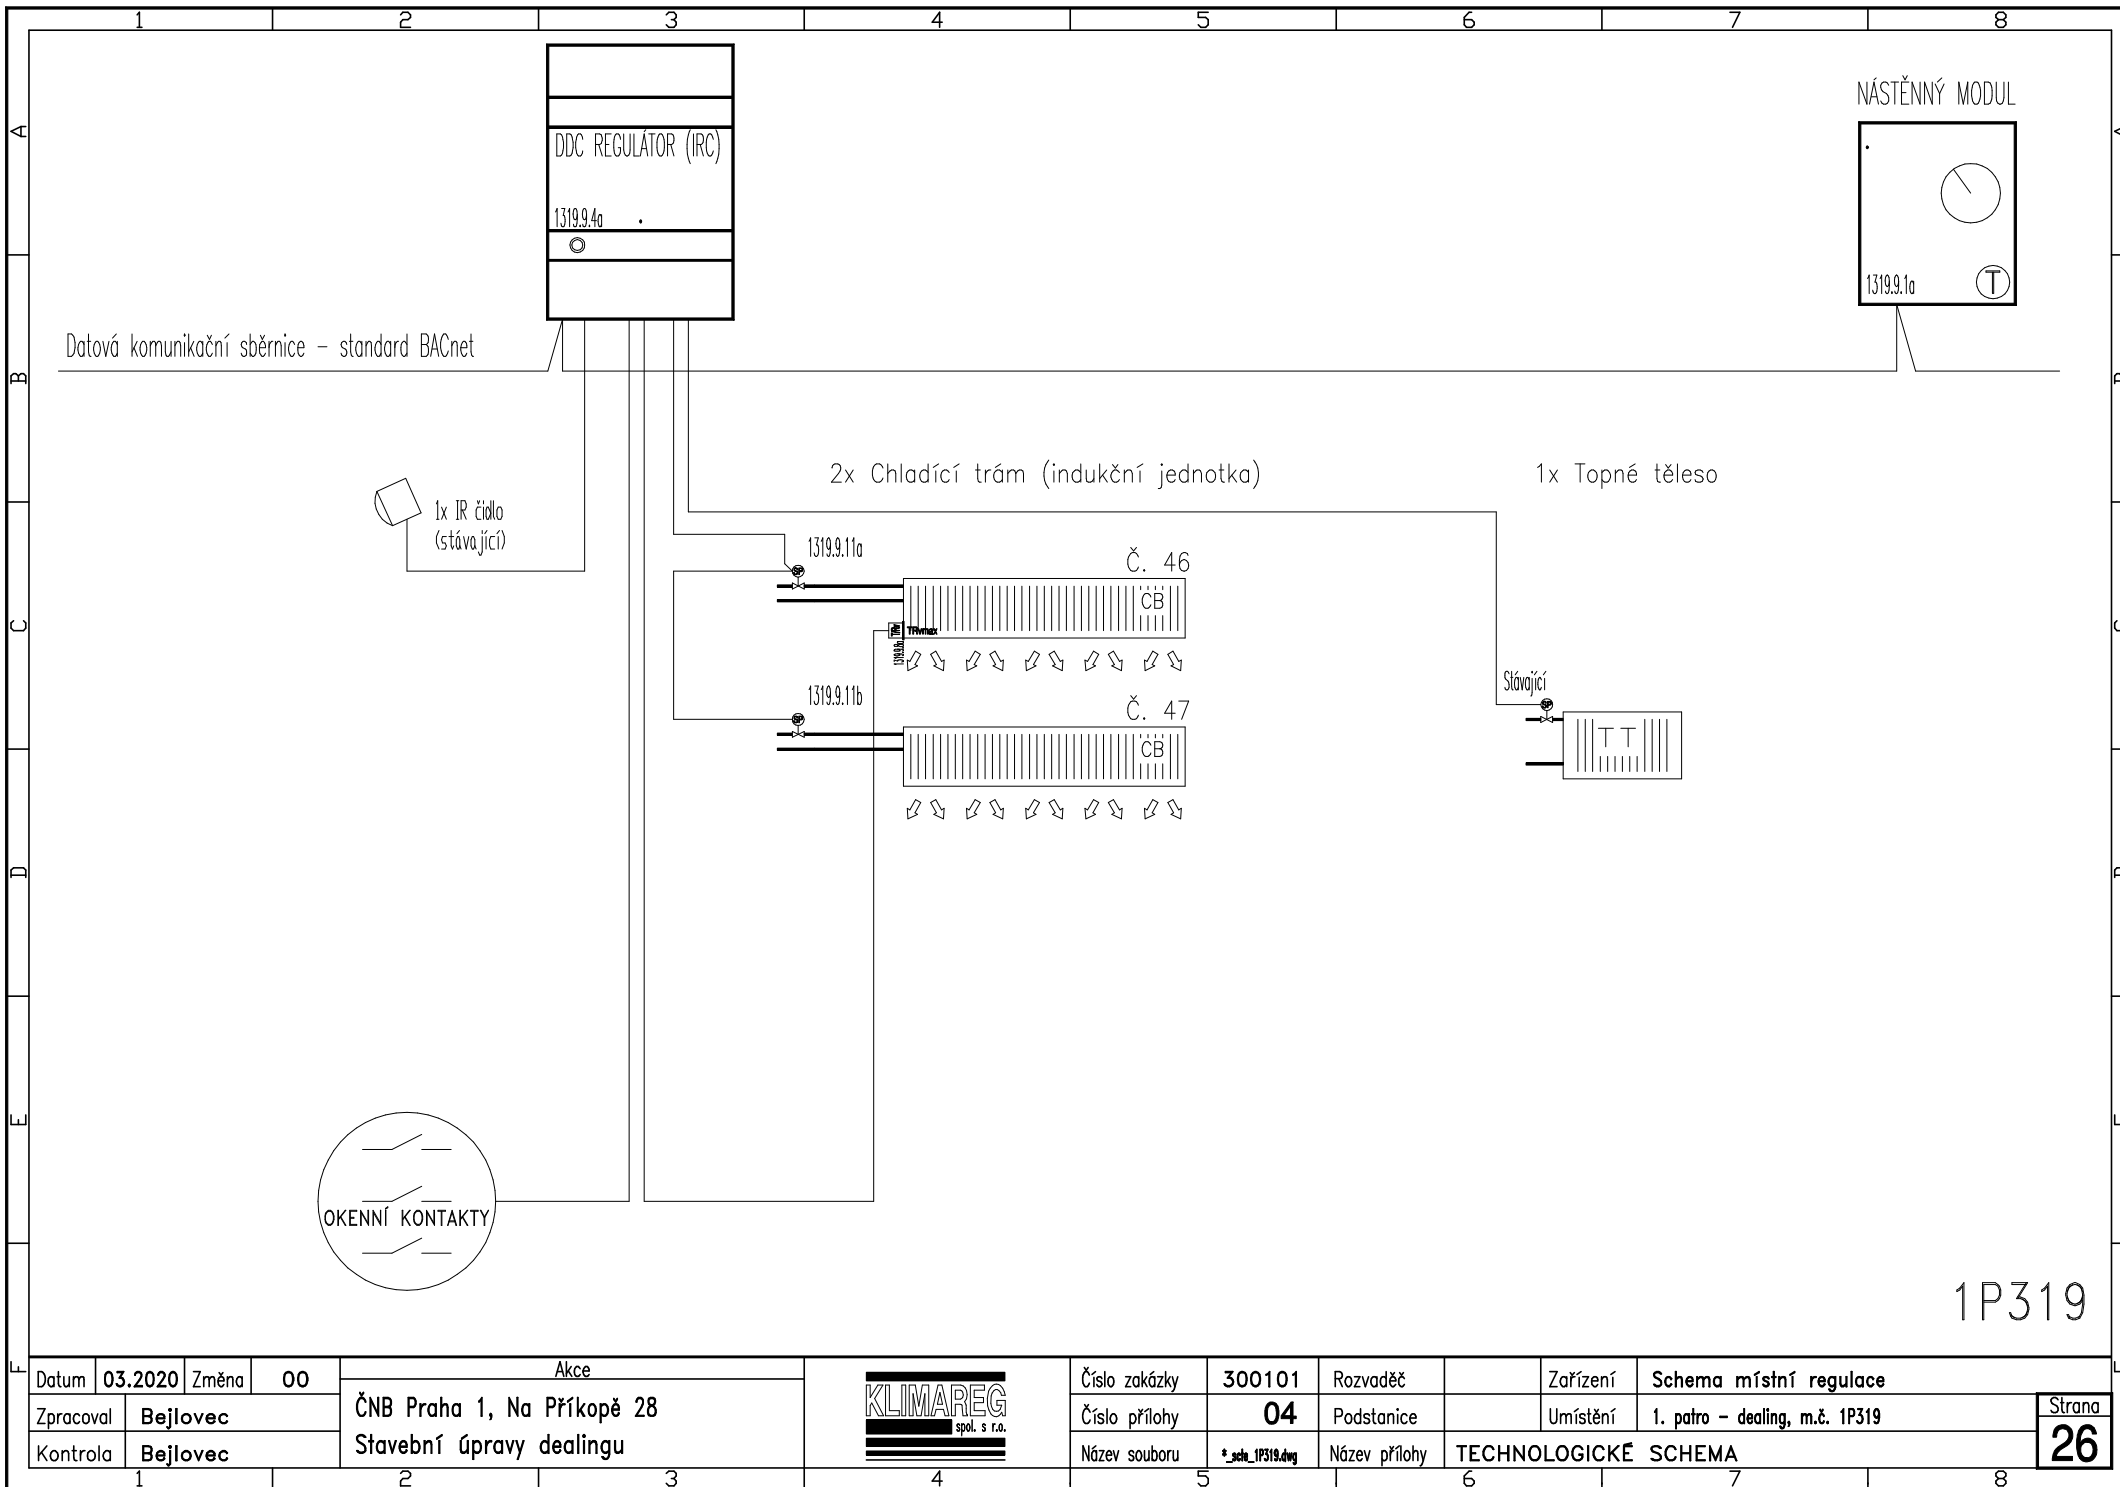 1 2 3 4 5 6 7 8
A
B
C
D
E
F
DDC REGULÁTOR (IRC)
1319.9.4a
NÁSTĚNNÝ MODUL
1319.9.1a
T
Datová komunikační sběrnice – standard BACnet
2x Chladící trám (indukční jednotka)
1x Topné těleso
1x IR čidlo
(stávající)
1319.9.11a
SP
Č. 46
CB
TRvmax
1319.9.11b
SP
Č. 47
CB
Stávající
SP
TT
OKENNÍ KONTAKTY
1P319
Datum 03.2020 Změna 00
Zpracoval Bejlovec
Kontrola Bejlovec
Akce
ČNB Praha 1, Na Příkopě 28
Stavební úpravy dealingu
KLIMAREG
spol. s r.o.
Číslo zakázky 300101 Rozvaděč Zařízení Schema místní regulace
Číslo přílohy 04 Podstanice Umístění 1. patro – dealing, m.č. 1P319
Název souboru *_sche_1P319.dwg Název přílohy TECHNOLOGICKÉ SCHEMA
Strana
26
1 2 3 4 5 6 7 8